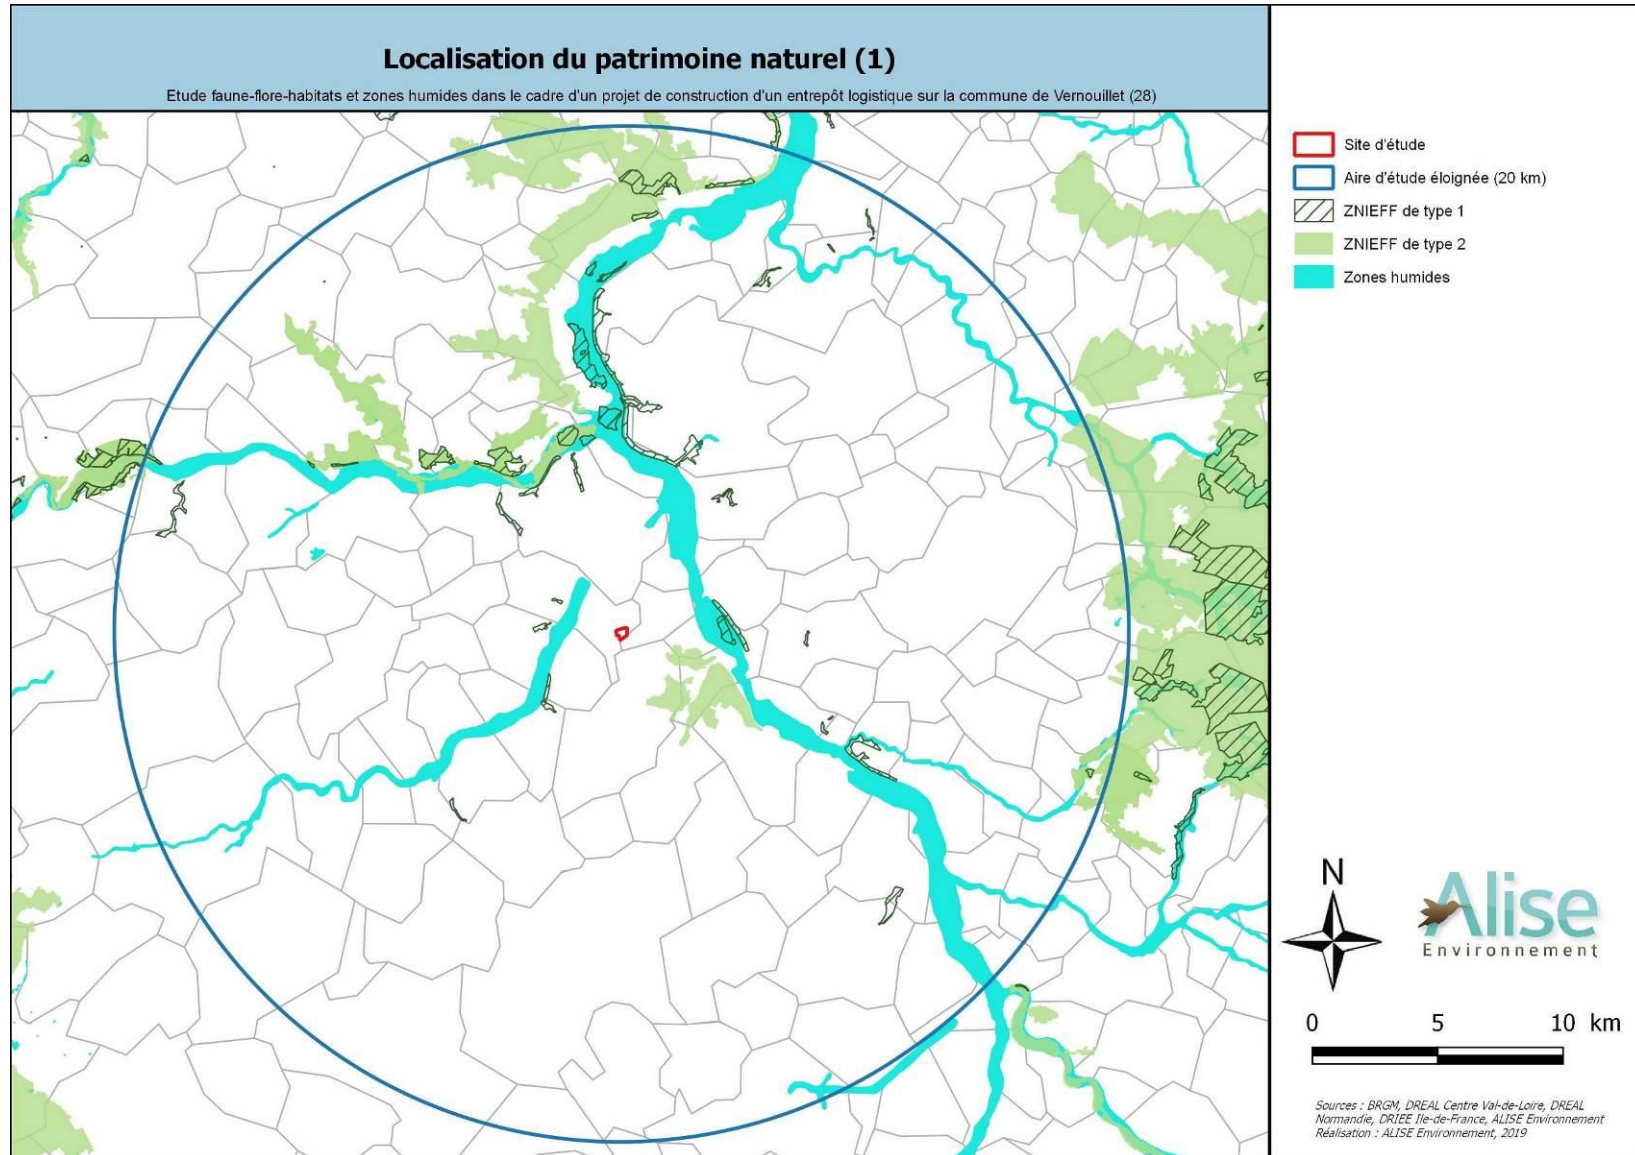 Localisation du patrimoine naturel (1)
Etude faune-flore-habitats et zones humides dans le cadre d'un projet de construction d'un entrepôt logistique sur la commune de Vernouillet (28)
Site d'étude
Aire d'étude éloignée (20 km)
ZNIEFF de type 1
ZNIEFF de type 2
Zones humides
N
Alise
Environnement
0 5 10 km
Sources : BRGM, DREAL Centre Val-de-Loire, DREAL
Normandie, DRIEE Ile-de-France, ALISE Environnement
Réalisation : ALISE Environnement, 2019